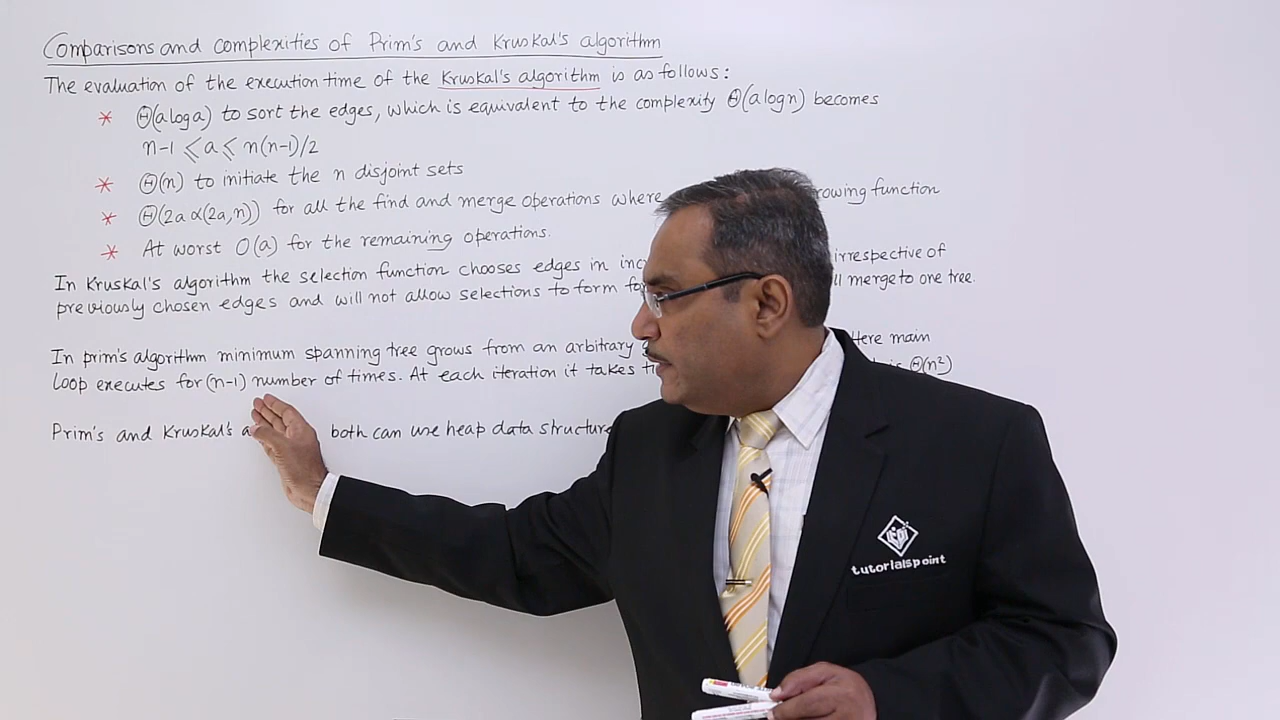 Comparisons and complexities of Prim's and Kruskal's algorithm
The evaluation of the execution time of the Kruskal's algorithm is as follows:
* Θ(a log a) to sort the edges, which is equivalent to the complexity Θ(a log n) becomes
n-1 ≤ a ≤ n(n-1)/2
* Θ(n) to initiate the n disjoint sets
* Θ(2a α(2a,n)) for all the find and merge operations where rowing function
* At worst O(a) for the remaining operations.
In Kruskal's algorithm the selection function chooses edges in inc irrespective of
previously chosen edges and will not allow selections to form fo ll merge to one tree.
In prim's algorithm minimum spanning tree grows from an arbitrary Here main
loop executes for (n-1) number of times. At each iteration it takes is Θ(n²)
Prim's and Kruskal's a both can use heap data structure
tutorialspoint